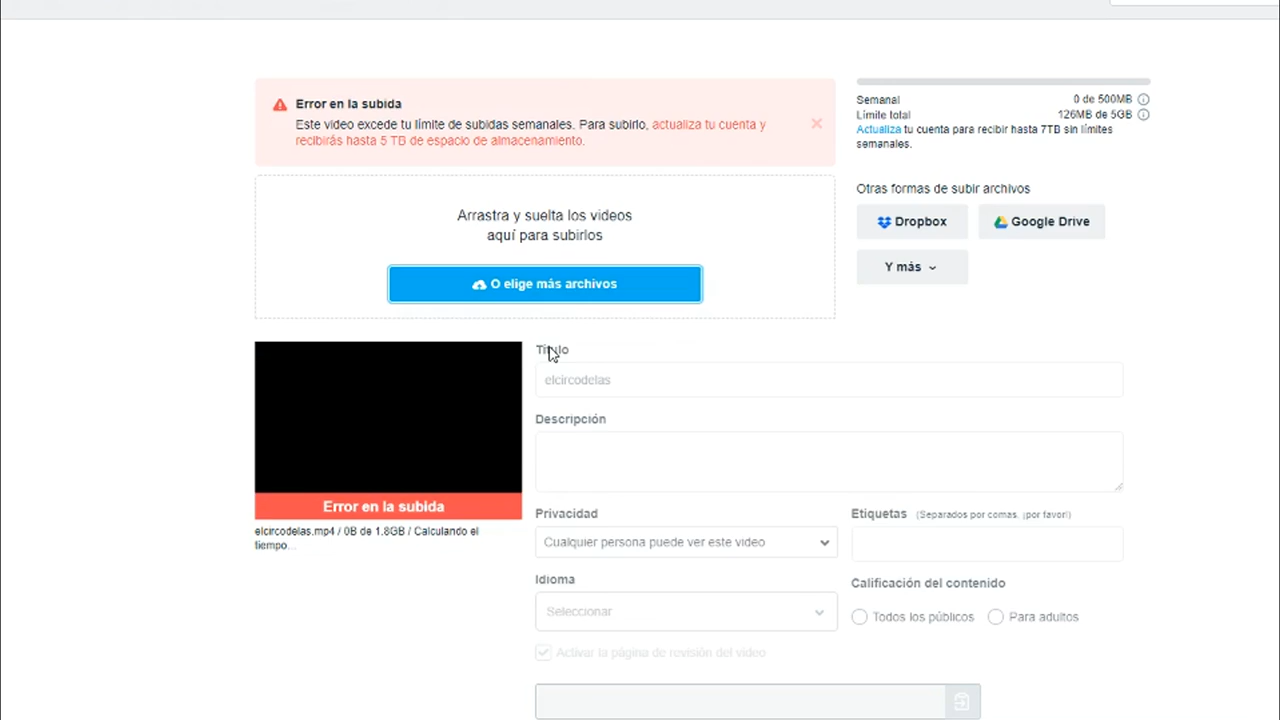 Error en la subida
Este video excede tu límite de subidas semanales. Para subirlo, actualiza tu cuenta y
recibirás hasta 5 TB de espacio de almacenamiento.
Semanal 0 de 500MB
Límite total 126MB de 5GB
Actualiza tu cuenta para recibir hasta 7TB sin límites
semanales.
Arrastra y suelta los videos
aquí para subirlos
O elige más archivos
Otras formas de subir archivos
Dropbox
Google Drive
Y más
Error en la subida
elcircodelas.mp4 / 0B de 1.8GB / Calculando el
tiempo...
Título
elcircodelas
Descripción
Privacidad
Cualquier persona puede ver este video
Etiquetas (Separados por comas, ¡por favor!)
Idioma
Seleccionar
Calificación del contenido
Todos los públicos
Para adultos
Activar la página de revisión del video